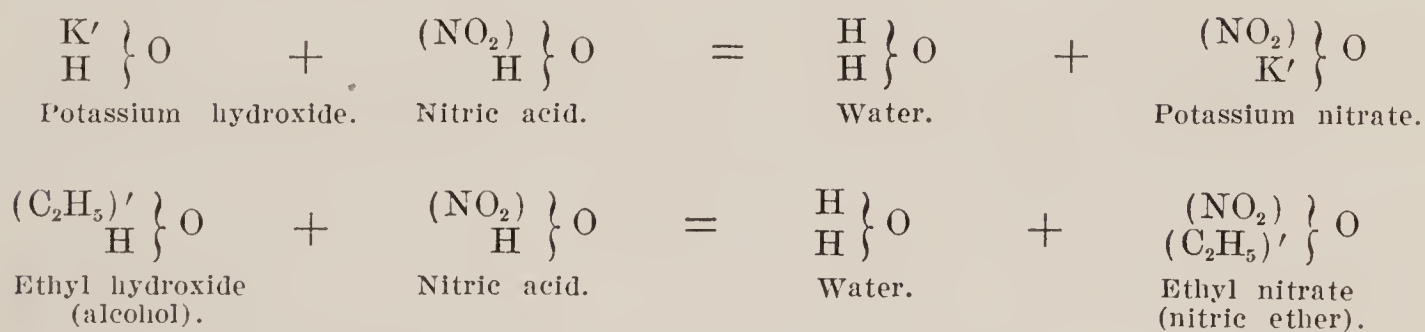 K′ } O + (NO₂) } O = H } O + (NO₂) } O
H H H K′
Potassium hydroxide. Nitric acid. Water. Potassium nitrate.
(C₂H₅)′ } O + (NO₂) } O = H } O + (NO₂) } O
H H H (C₂H₅)′
Ethyl hydroxide Nitric acid. Water. Ethyl nitrate
(alcohol). (nitric ether).